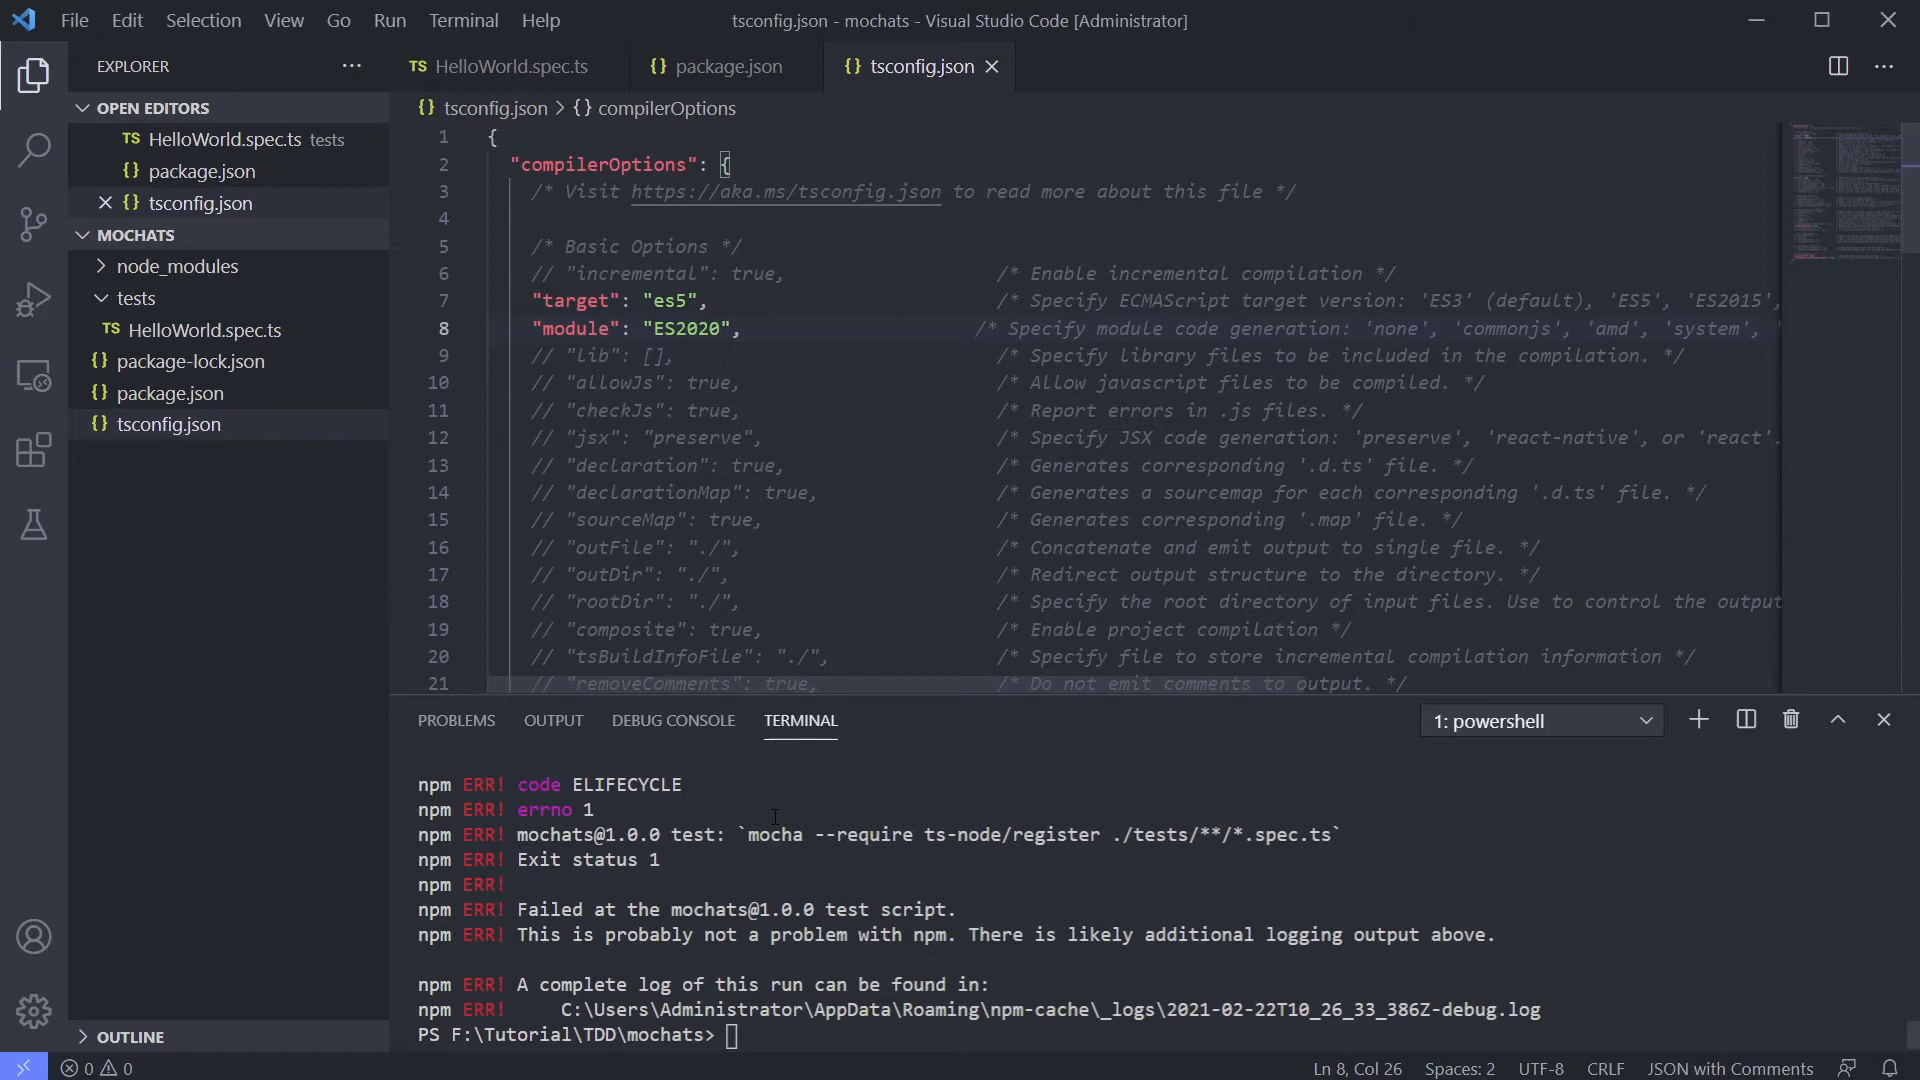 File Edit Selection View Go Run Terminal Help
tsconfig.json - mochats - Visual Studio Code [Administrator]
EXPLORER
OPEN EDITORS
TS HelloWorld.spec.ts tests
{} package.json
{} tsconfig.json
MOCHATS
node_modules
tests
TS HelloWorld.spec.ts
{} package-lock.json
{} package.json
{} tsconfig.json
OUTLINE
TS HelloWorld.spec.ts
{} package.json
{} tsconfig.json
{} tsconfig.json > {} compilerOptions
1 {
2 "compilerOptions": {
3 /* Visit https://aka.ms/tsconfig.json to read more about this file */
4
5 /* Basic Options */
6 // "incremental": true, /* Enable incremental compilation */
7 "target": "es5", /* Specify ECMAScript target version: 'ES3' (default), 'ES5', 'ES2015',
8 "module": "ES2020", /* Specify module code generation: 'none', 'commonjs', 'amd', 'system', '
9 // "lib": [], /* Specify library files to be included in the compilation. */
10 // "allowJs": true, /* Allow javascript files to be compiled. */
11 // "checkJs": true, /* Report errors in .js files. */
12 // "jsx": "preserve", /* Specify JSX code generation: 'preserve', 'react-native', or 'react'.
13 // "declaration": true, /* Generates corresponding '.d.ts' file. */
14 // "declarationMap": true, /* Generates a sourcemap for each corresponding '.d.ts' file. */
15 // "sourceMap": true, /* Generates corresponding '.map' file. */
16 // "outFile": "./", /* Concatenate and emit output to single file. */
17 // "outDir": "./", /* Redirect output structure to the directory. */
18 // "rootDir": "./", /* Specify the root directory of input files. Use to control the output
19 // "composite": true, /* Enable project compilation */
20 // "tsBuildInfoFile": "./", /* Specify file to store incremental compilation information */
21 // "removeComments": true, /* Do not emit comments to output. */
PROBLEMS OUTPUT DEBUG CONSOLE TERMINAL
1: powershell
npm ERR! code ELIFECYCLE
npm ERR! errno 1
npm ERR! mochats@1.0.0 test: `mocha --require ts-node/register ./tests/**/*.spec.ts`
npm ERR! Exit status 1
npm ERR!
npm ERR! Failed at the mochats@1.0.0 test script.
npm ERR! This is probably not a problem with npm. There is likely additional logging output above.
npm ERR! A complete log of this run can be found in:
npm ERR! C:\Users\Administrator\AppData\Roaming\npm-cache\_logs\2021-02-22T10_26_33_386Z-debug.log
PS F:\Tutorial\TDD\mochats>
0 0
Ln 8, Col 26 Spaces: 2 UTF-8 CRLF JSON with Comments